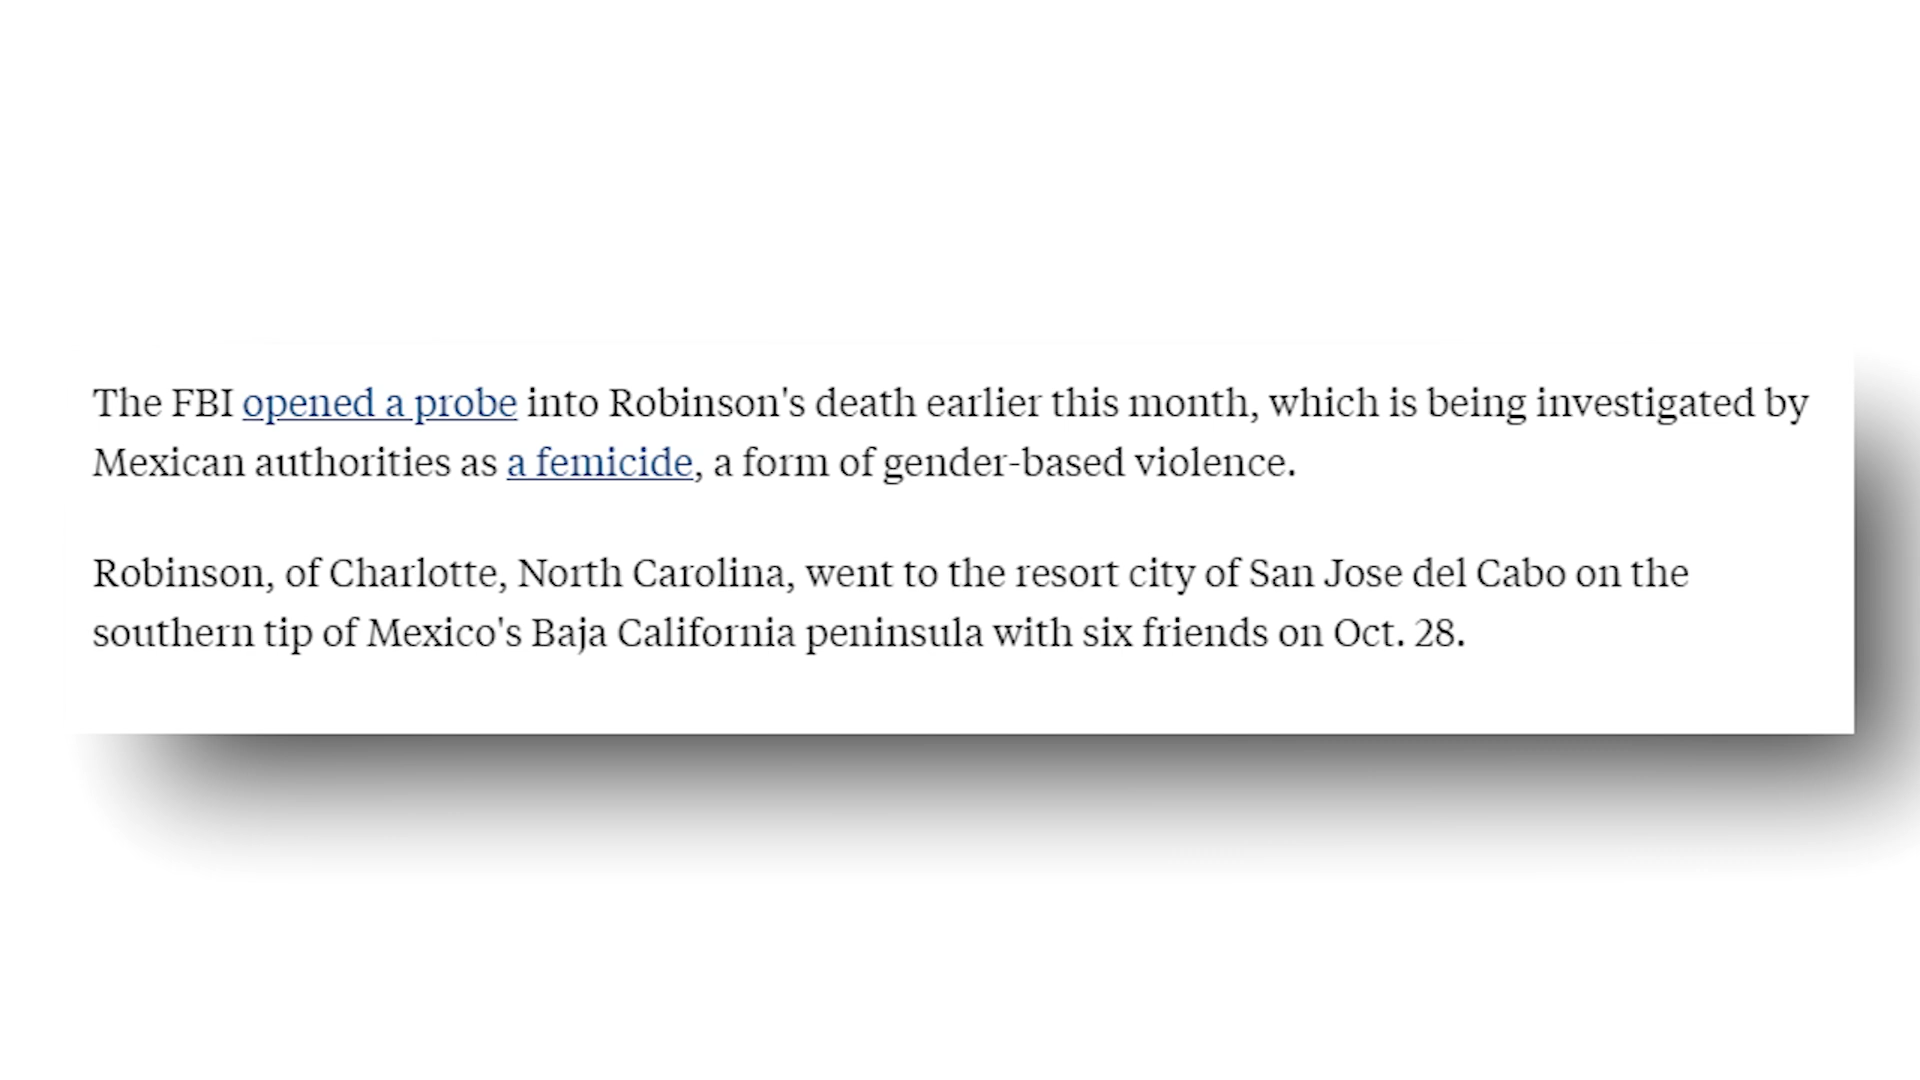 The FBI opened a probe into Robinson's death earlier this month, which is being investigated by
Mexican authorities as a femicide, a form of gender-based violence.
Robinson, of Charlotte, North Carolina, went to the resort city of San Jose del Cabo on the
southern tip of Mexico's Baja California peninsula with six friends on Oct. 28.